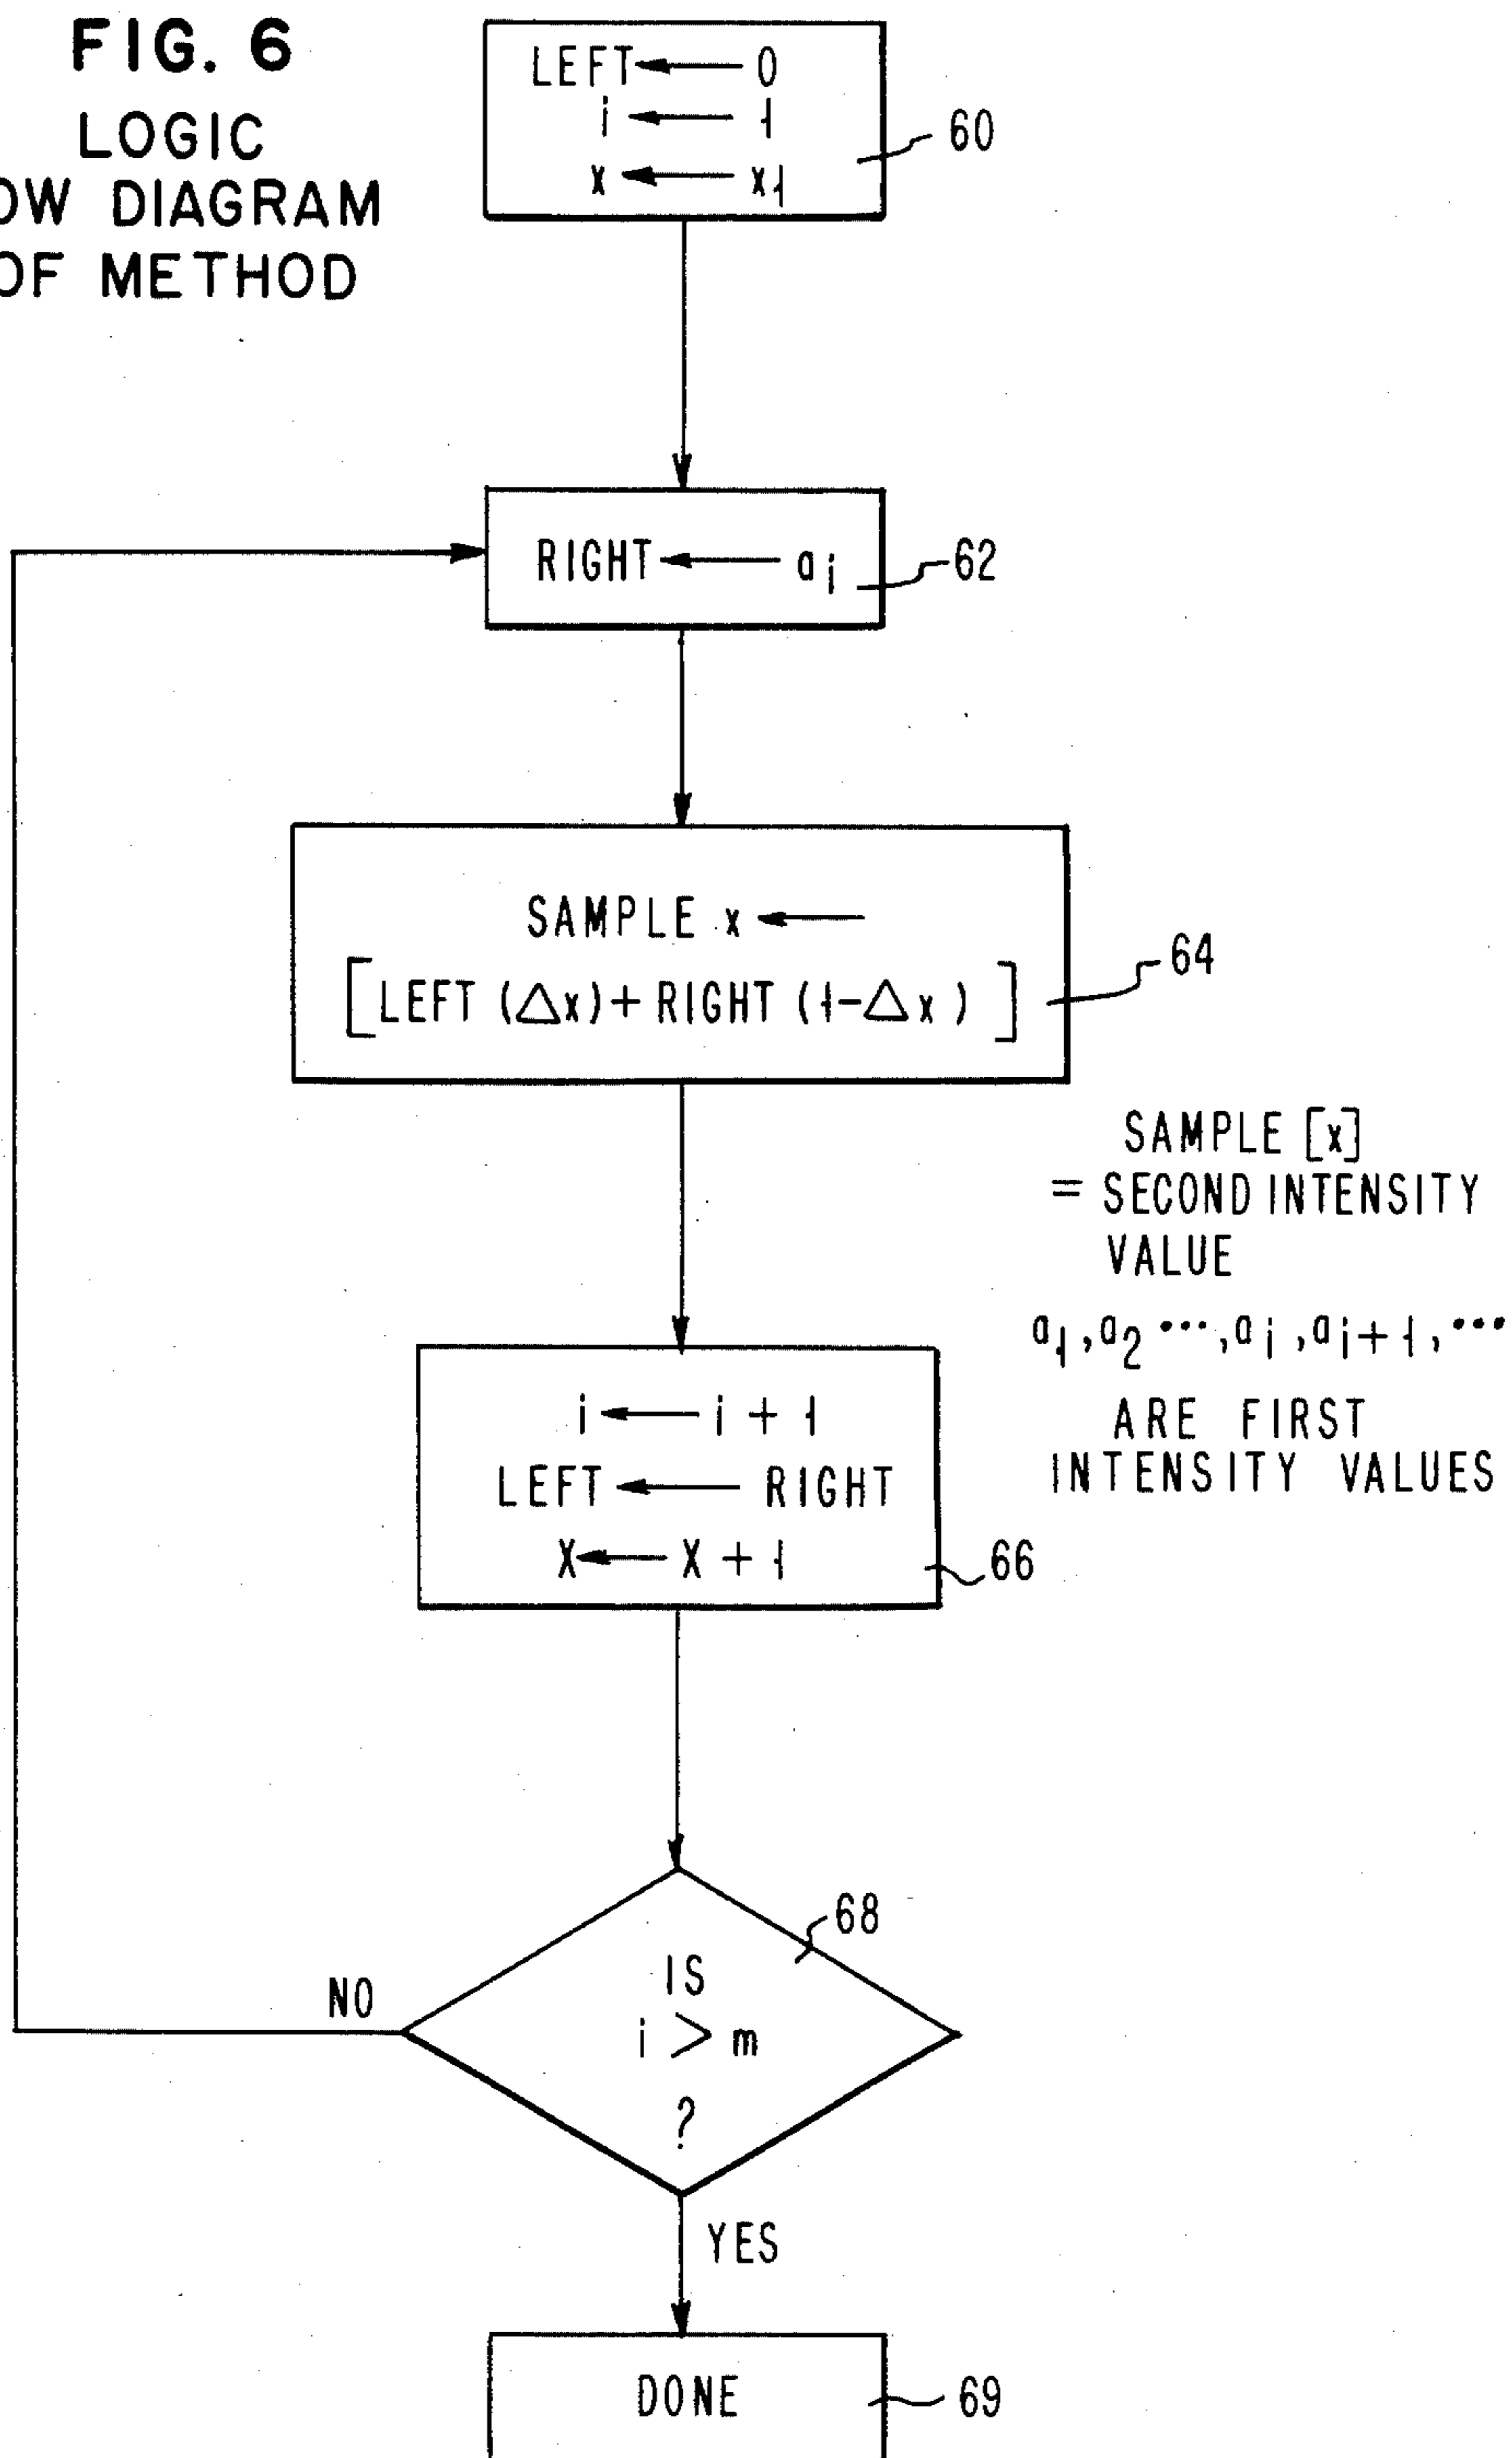 FIG. 6
LOGIC
OW DIAGRAM
OF METHOD
LEFT ← 0
i ← 1
x ← x1
60
RIGHT ← ai
62
SAMPLE x ←
[LEFT (Δx) + RIGHT (1-Δx)]
64
SAMPLE [x]
= SECOND INTENSITY
VALUE
a1, a2 ..., ai, ai+1, ...
ARE FIRST
INTENSITY VALUES
i ← i + 1
LEFT ← RIGHT
X ← X + 1
66
68
IS
i > m
?
NO
YES
DONE
69